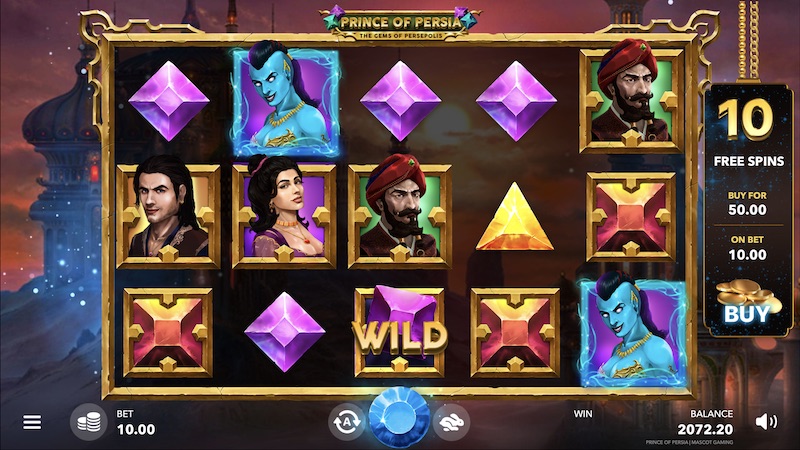 PRINCE OF PERSIA
THE GEMS OF PERSEPOLIS
10
FREE SPINS
BUY FOR
50.00
ON BET
10.00
BUY
WILD
A
BET
10.00
WIN
BALANCE
2072.20
PRINCE OF PERSIA | MASCOT GAMING